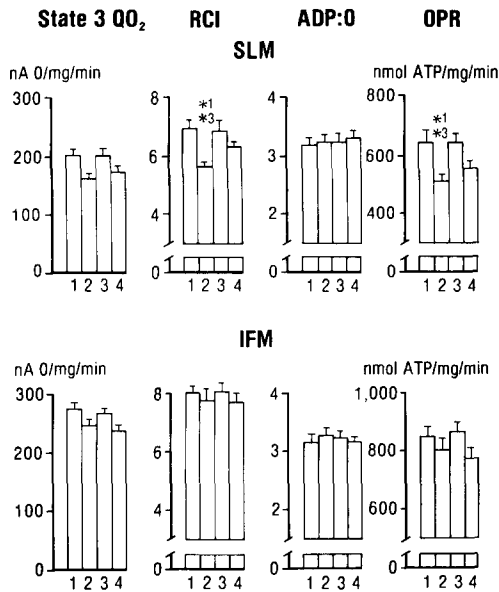 State 3 QO₂ RCI ADP:O OPR
SLM
nA O/mg/min nmol ATP/mg/min
300 8 4 800
*1 *1
*3 *3
200 6 3 600
100 4 2 400
0 0 0 0
1 2 3 4 1 2 3 4 1 2 3 4 1 2 3 4
IFM
nA O/mg/min nmol ATP/mg/min
300 8 4 1,000
200 6 3 800
100 4 2 600
0 0 0 0
1 2 3 4 1 2 3 4 1 2 3 4 1 2 3 4